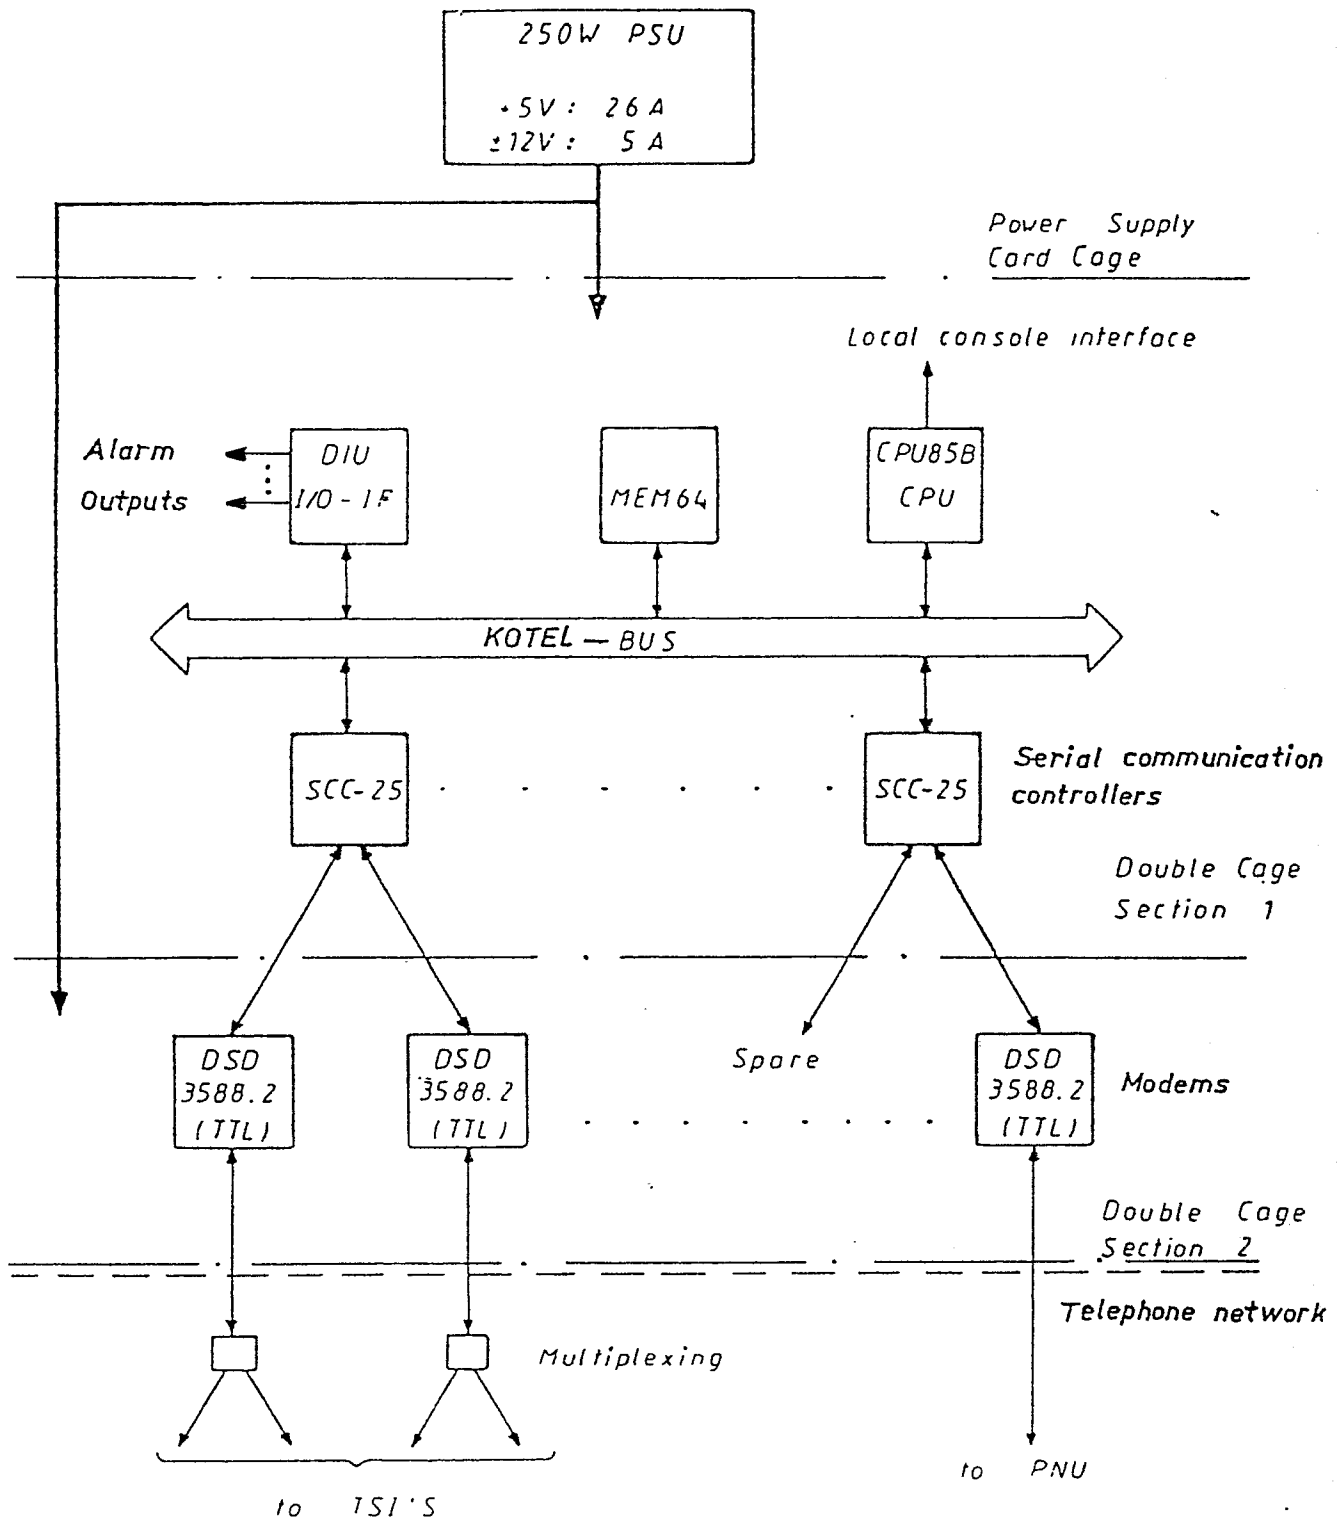 250W PSU
+5V: 26A
±12V: 5A
Power Supply
Card Cage
Local console interface
Alarm
Outputs
DIU
I/O-IF
MEM64
CPU85B
CPU
KOTEL — BUS
SCC-25
SCC-25
Serial communication
controllers
Double Cage
Section 1
DSD
3588.2
(TTL)
DSD
3588.2
(TTL)
Spare
DSD
3588.2
(TTL)
Modems
Double Cage
Section 2
Telephone network
Multiplexing
to TSI'S
to PNU